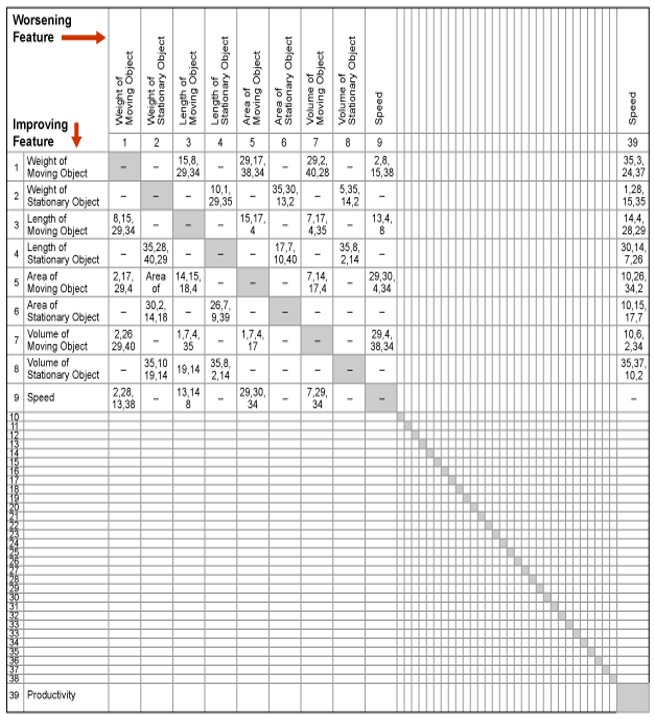 Worsening
Feature
Improving
Feature
Weight of
Moving Object
Weight of
Stationary Object
Length of
Moving Object
Length of
Stationary Object
Area of
Moving Object
Area of
Stationary Object
Volume of
Moving Object
Volume of
Stationary Object
Speed
Speed
1 2 3 4 5 6 7 8 9 39
1 Weight of – – 15,8, – 29,17, – 29,2, – 2,8, 35,3,
Moving Object 29,34 38,34 40,28 15,38 24,37
2 Weight of – – – 10,1, – 35,30, – 5,35, – 1,28,
Stationary Object 29,35 13,2 14,2 15,35
3 Length of 8,15, – – – 15,17, – 7,17, – 13,4, 14,4,
Moving Object 29,34 4 4,35 8 28,29
4 Length of – 35,28, – – – 17,7, – 35,8, – 30,14,
Stationary Object 40,29 10,40 2,14 7,26
5 Area of 2,17, Area 14,15, – – – 7,14, – 29,30, 10,26,
Moving Object 29,4 of 18,4 17,4 4,34 34,2
6 Area of – 30,2, – 26,7, – – – – – 10,15,
Stationary Object 14,18 9,39 17,7
7 Volume of 2,26 – 1,7,4, – 1,7,4, – – – 29,4, 10,6,
Moving Object 29,40 35 17 38,34 2,34
8 Volume of – 35,10 19,14 35,8, – – – – – 35,37,
Stationary Object 19,14 2,14 10,2
9 Speed 2,28, – 13,14 – 29,30, – 7,29, – – –
13,38 8 34 34
10
11
12
13
14
15
16
17
18
19
20
21
22
23
24
25
26
27
28
29
30
31
32
33
33
34
35
36
37
38
39 Productivity